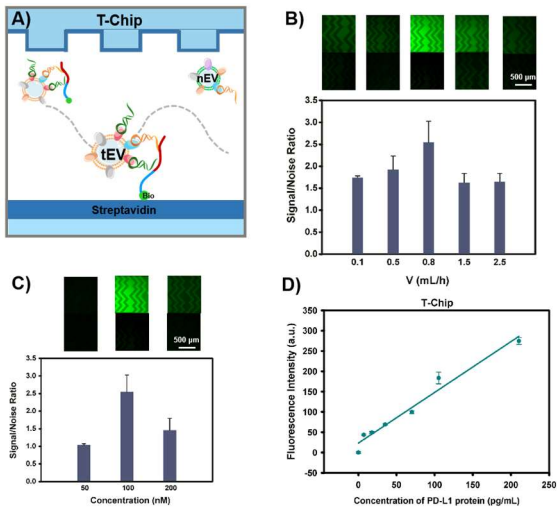 A)
T-Chip
nEV
tEV
Bio
Streptavidin
B)
500 µm
3.5
3.0
2.5
2.0
1.5
1.0
0.5
0.0
Signal/Noise Ratio
0.1 0.5 0.8 1.5 2.5
V (mL/h)
C)
500 µm
3.5
3.0
2.5
2.0
1.5
1.0
0.5
0.0
Signal/Noise Ratio
50 100 200
Concentration (nM)
D)
T-Chip
350
300
250
200
150
100
50
0
-50
Fluorescence Intensity (a.u.)
0 50 100 150 200 250
Concentration of PD-L1 protein (pg/mL)